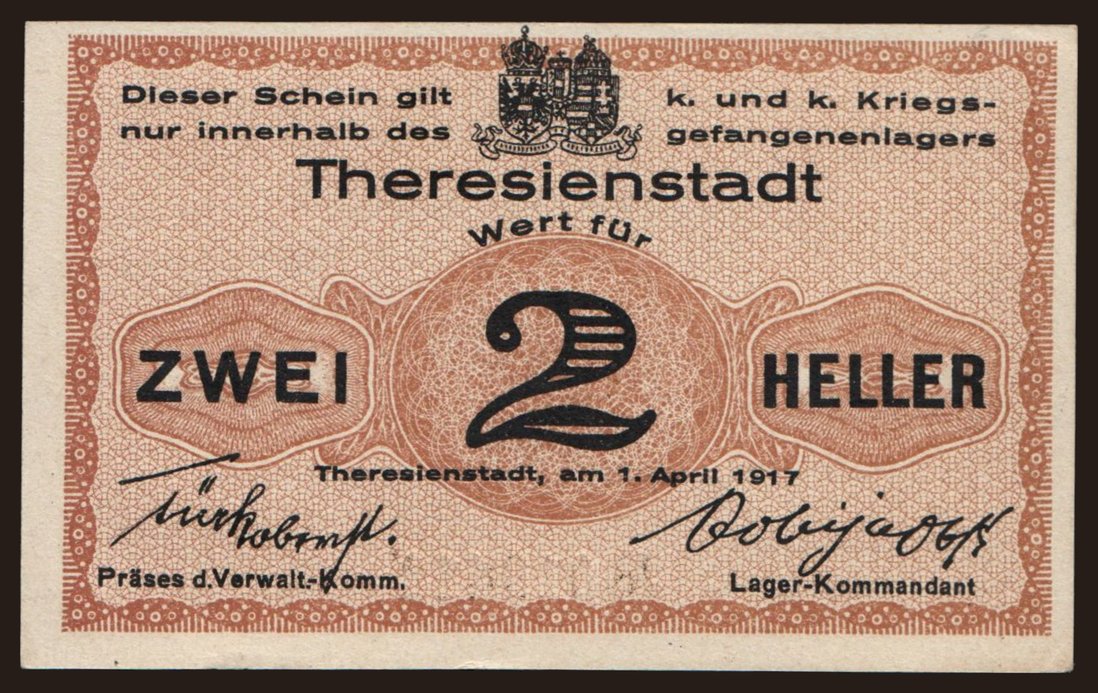 Dieser Schein gilt
nur innerhalb des
k. und k. Kriegs-
gefangenenlagers
Theresienstadt
Wert für
ZWEI 2 HELLER
Theresienstadt, am 1. April 1917
Präses d.Verwalt.-Komm.
Lager-Kommandant